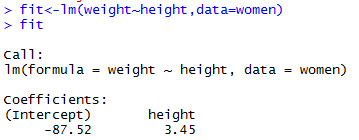 > fit<-lm(weight~height,data=women)
> fit
Call:
lm(formula = weight ~ height, data = women)
Coefficients:
(Intercept)       height
     -87.52         3.45